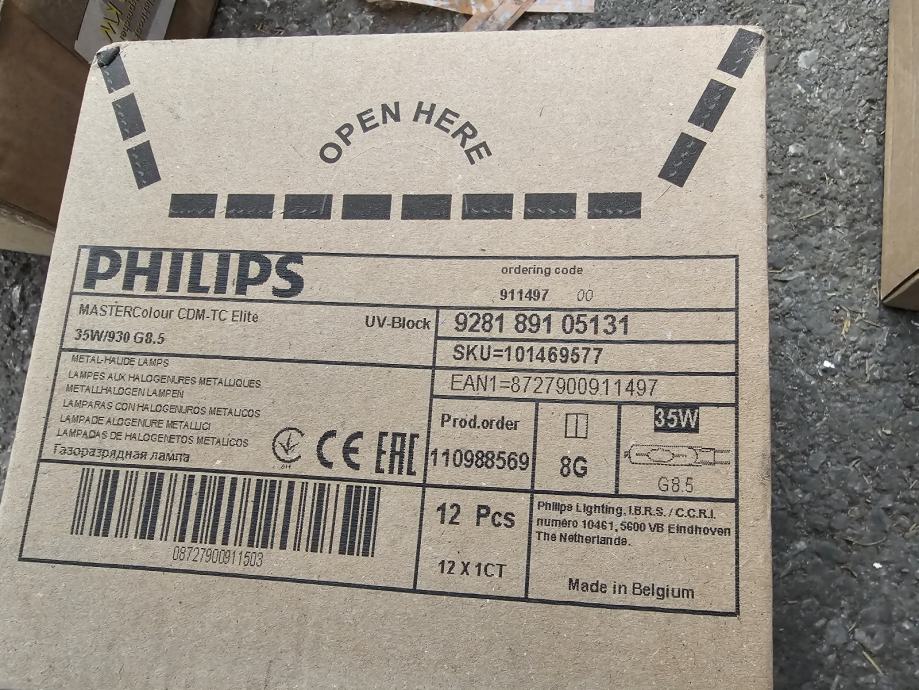 OPEN HERE
PHILIPS
ordering code
911497 00
MASTERColour CDM-TC Elite
UV-Block
35W/930 G8.5
9281 891 05131
SKU=101469577
EAN1=8727900911497
METAL-HALIDE LAMPS
LAMPES AUX HALOGENURES METALLIQUES
METALLHALOGEN LAMPEN
LAMPARAS CON HALOGENUROS METALICOS
LAMPADE ALOGENURE METALLICI
LAMPADAS DE HALOGENETOS METALICOS
Газоразрядная лампа
CE EAC
Prod.order
110988569
8G
35W
G8.5
08727900911503
12 Pcs
12 X 1CT
Philips Lighting, I.B.R.S. / C.C.R.I.
numéro 10461, 5600 VB Eindhoven
The Netherlands.
Made in Belgium